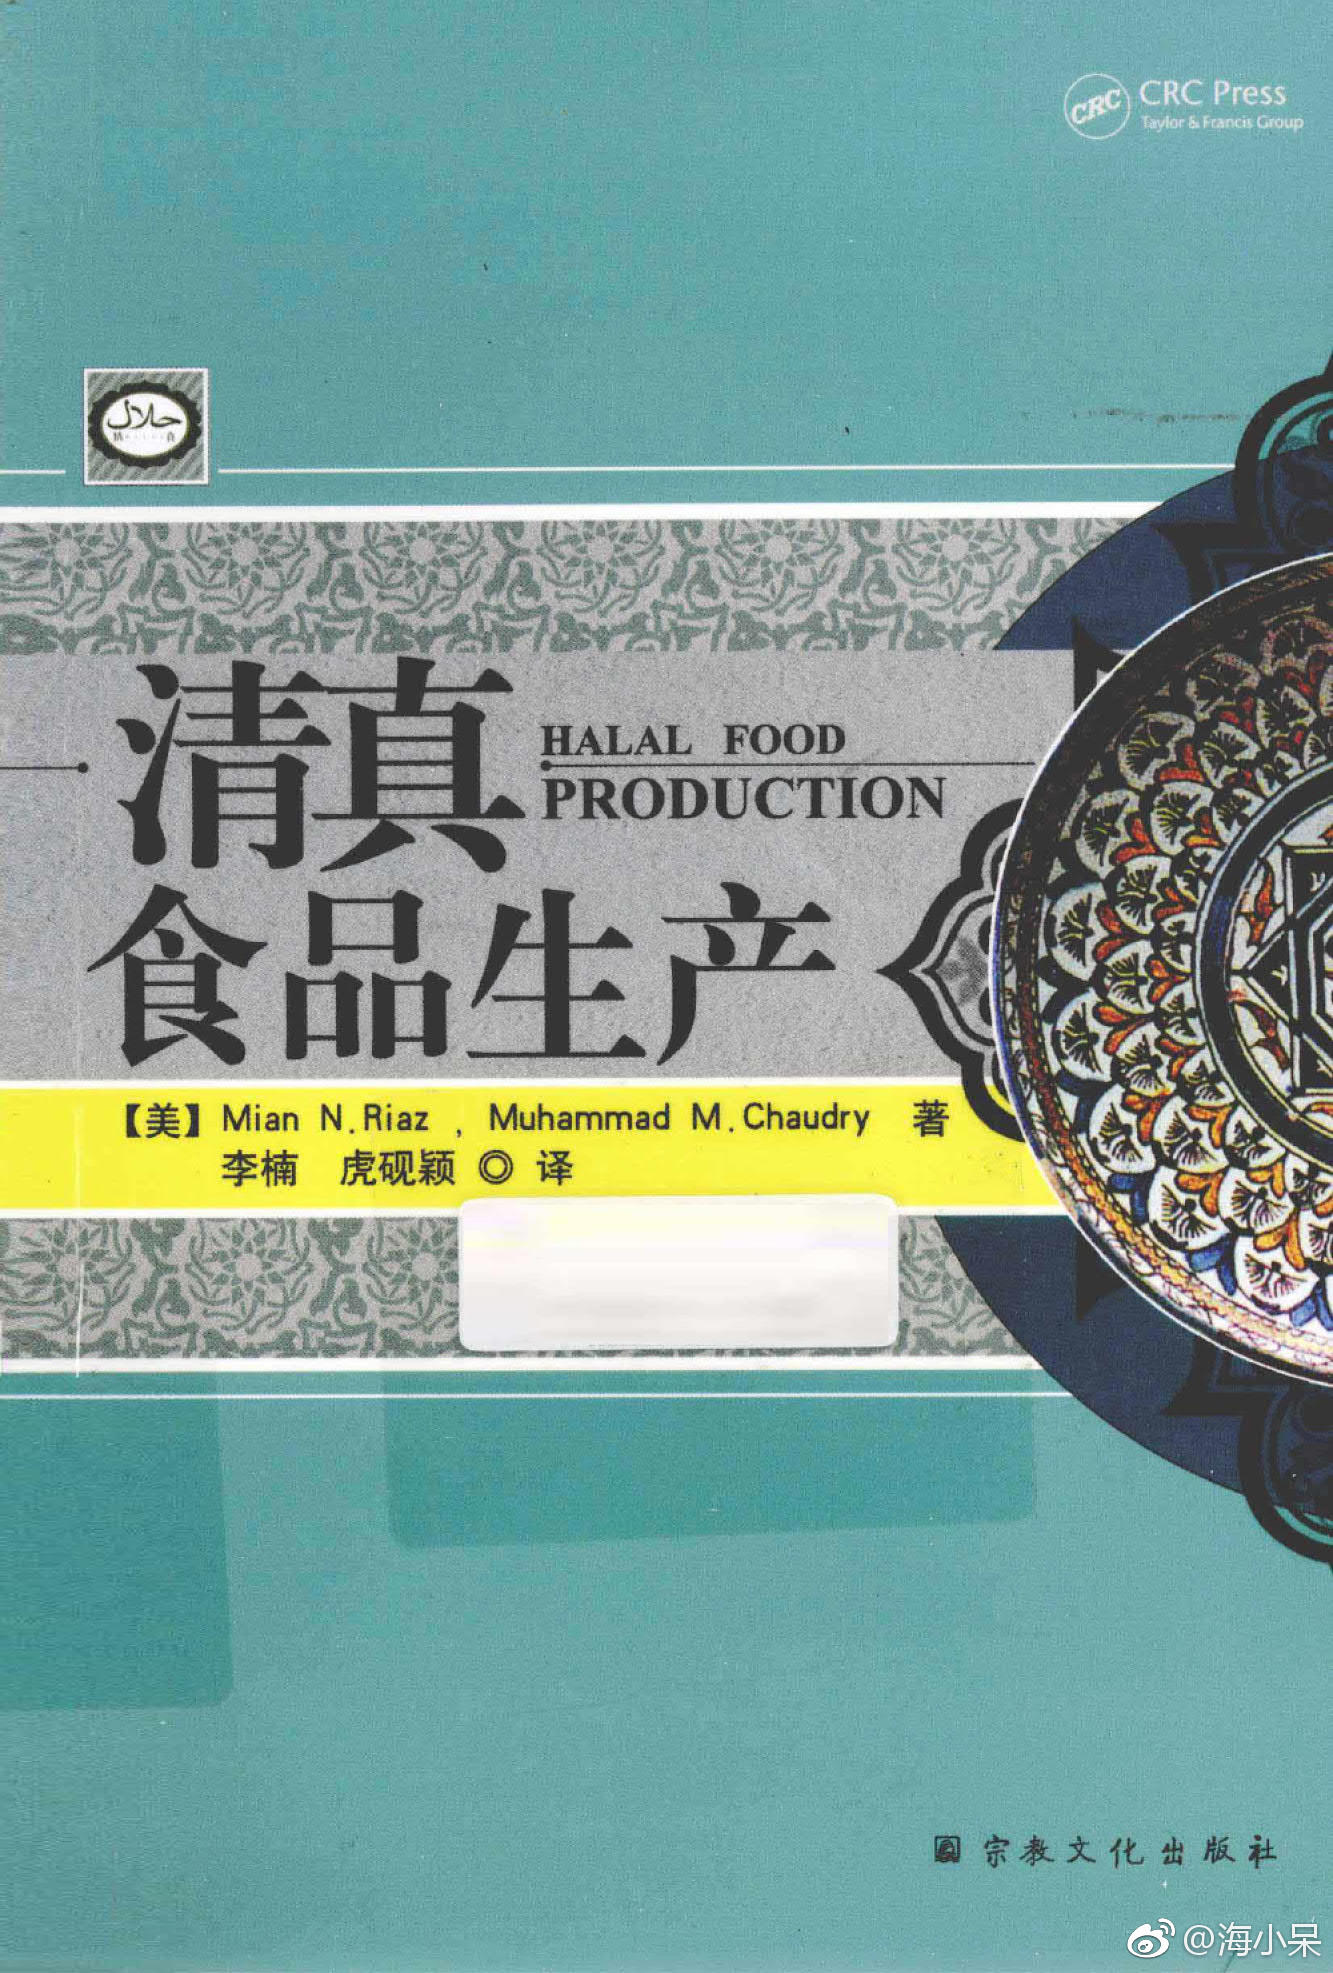 CRC CRC Press
Taylor & Francis Group
حلال
清真
HALAL FOOD
PRODUCTION
食品生产
【美】Mian N.Riaz , Muhammad M.Chaudry 著
李楠 虎砚颖 ◎ 译
宗教文化出版社
@海小呆